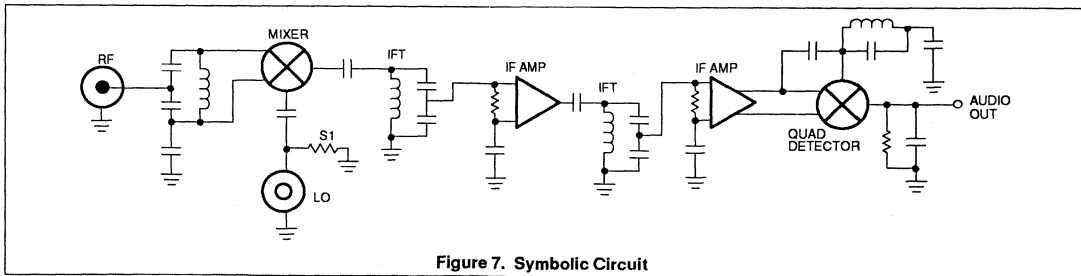 RF
MIXER
S1
LO
IFT
IF AMP
IFT
IF AMP
QUAD
DETECTOR
AUDIO
OUT
Figure 7. Symbolic Circuit